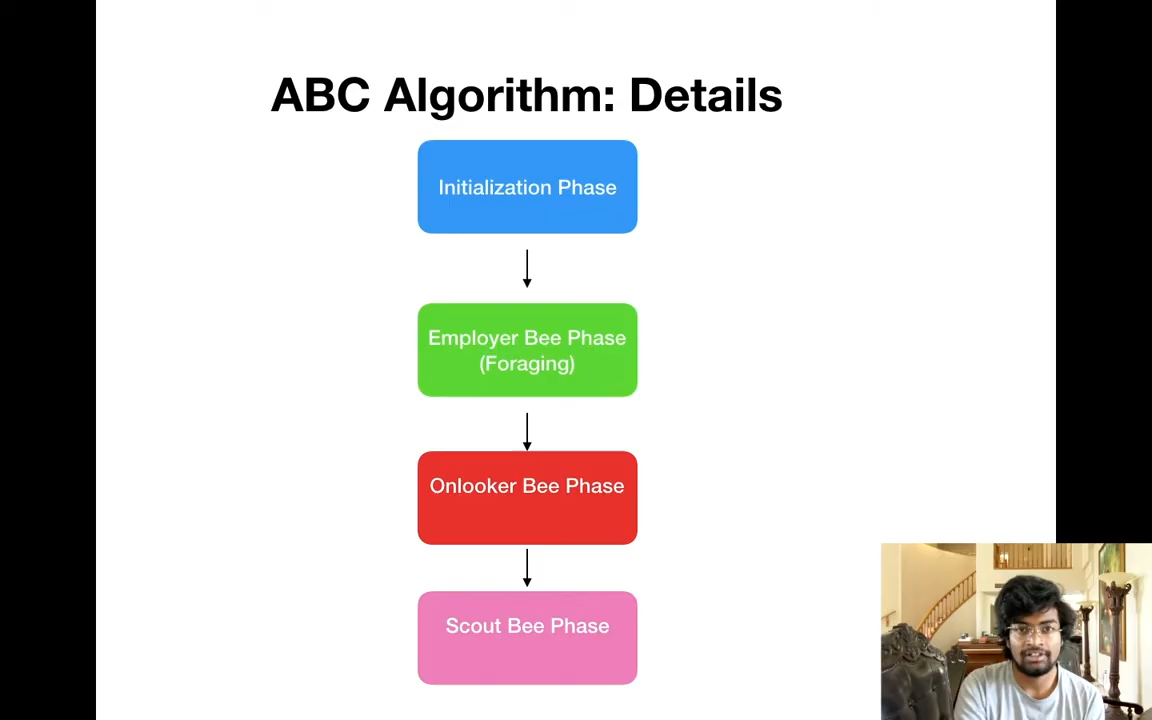 ABC Algorithm: Details
Initialization Phase
Employer Bee Phase
(Foraging)
Onlooker Bee Phase
Scout Bee Phase